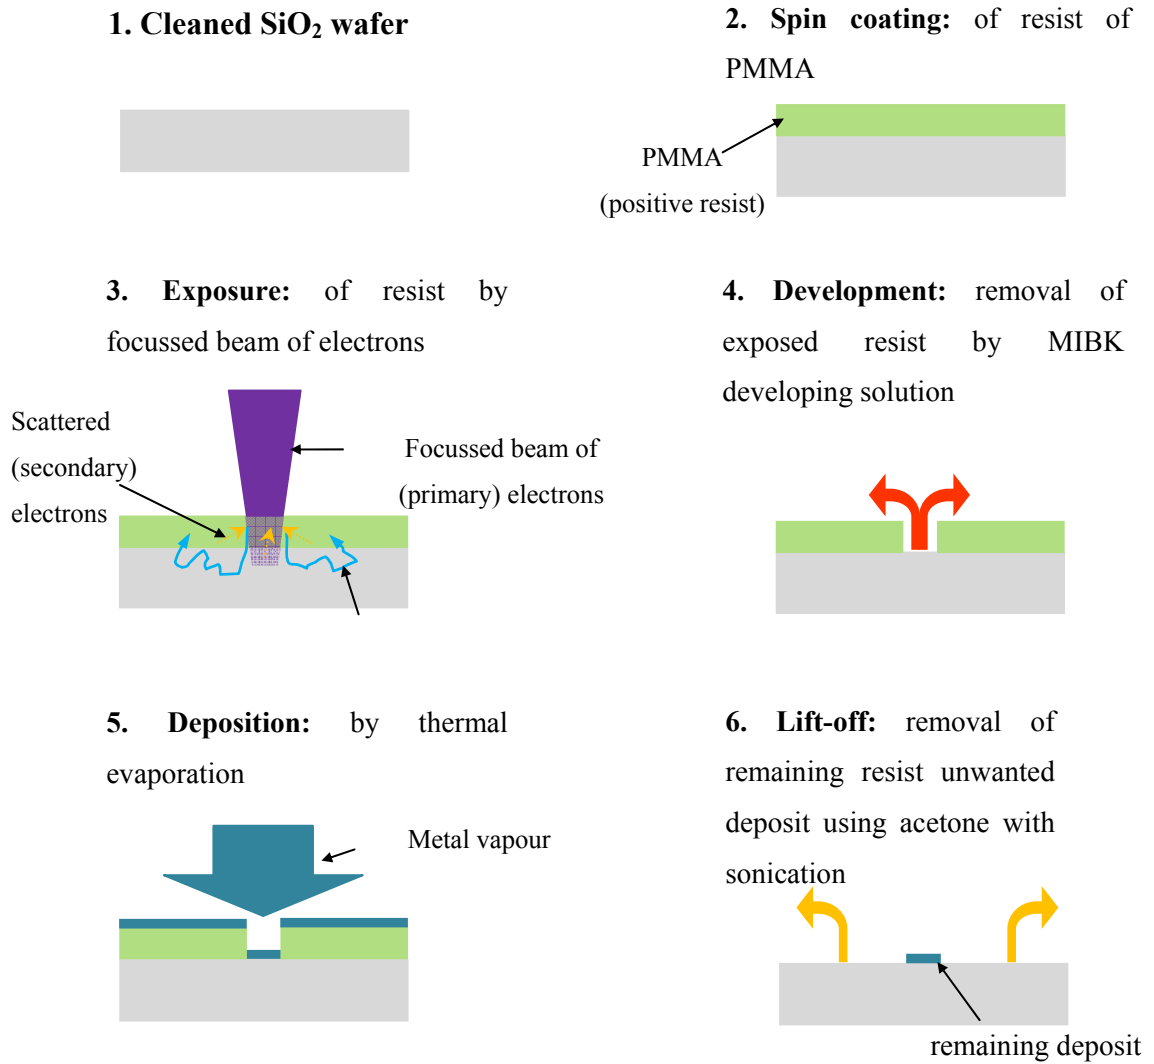 1. Cleaned SiO₂ wafer
2. Spin coating: of resist of
PMMA
PMMA
(positive resist)
3. Exposure: of resist by
focussed beam of electrons
Scattered
(secondary)
electrons
Focussed beam of
(primary) electrons
4. Development: removal of
exposed resist by MIBK
developing solution
5. Deposition: by thermal
evaporation
Metal vapour
6. Lift-off: removal of
remaining resist unwanted
deposit using acetone with
sonication
remaining deposit